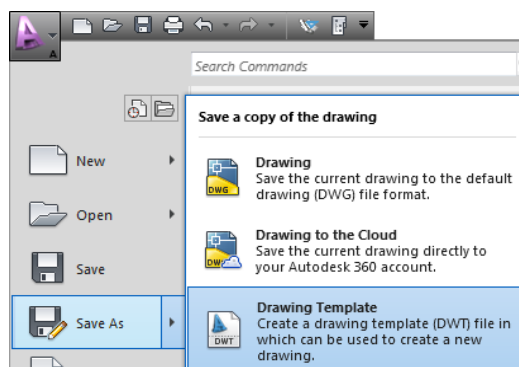 A
Search Commands
Save a copy of the drawing
New
Open
Save
Save As
Drawing
Save the current drawing to the default
drawing (DWG) file format.
DWG
Drawing to the Cloud
Save the current drawing directly to
your Autodesk 360 account.
Drawing Template
Create a drawing template (DWT) file in
which can be used to create a new
drawing.
DWT